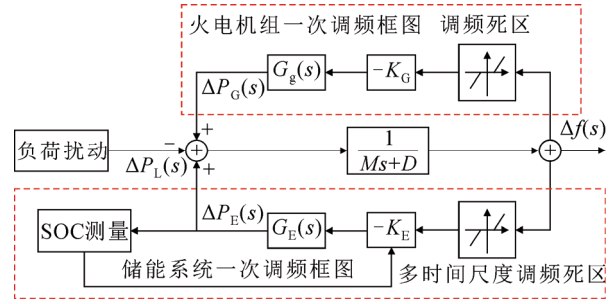 火电机组一次调频框图 调频死区
G_g(s)
−K_G
ΔP_G(s)
+
Δf(s)
负荷扰动
−
+
ΔP_L(s)
+
1
Ms+D
+
ΔP_E(s)
SOC测量
G_E(s)
−K_E
储能系统一次调频框图
多时间尺度调频死区